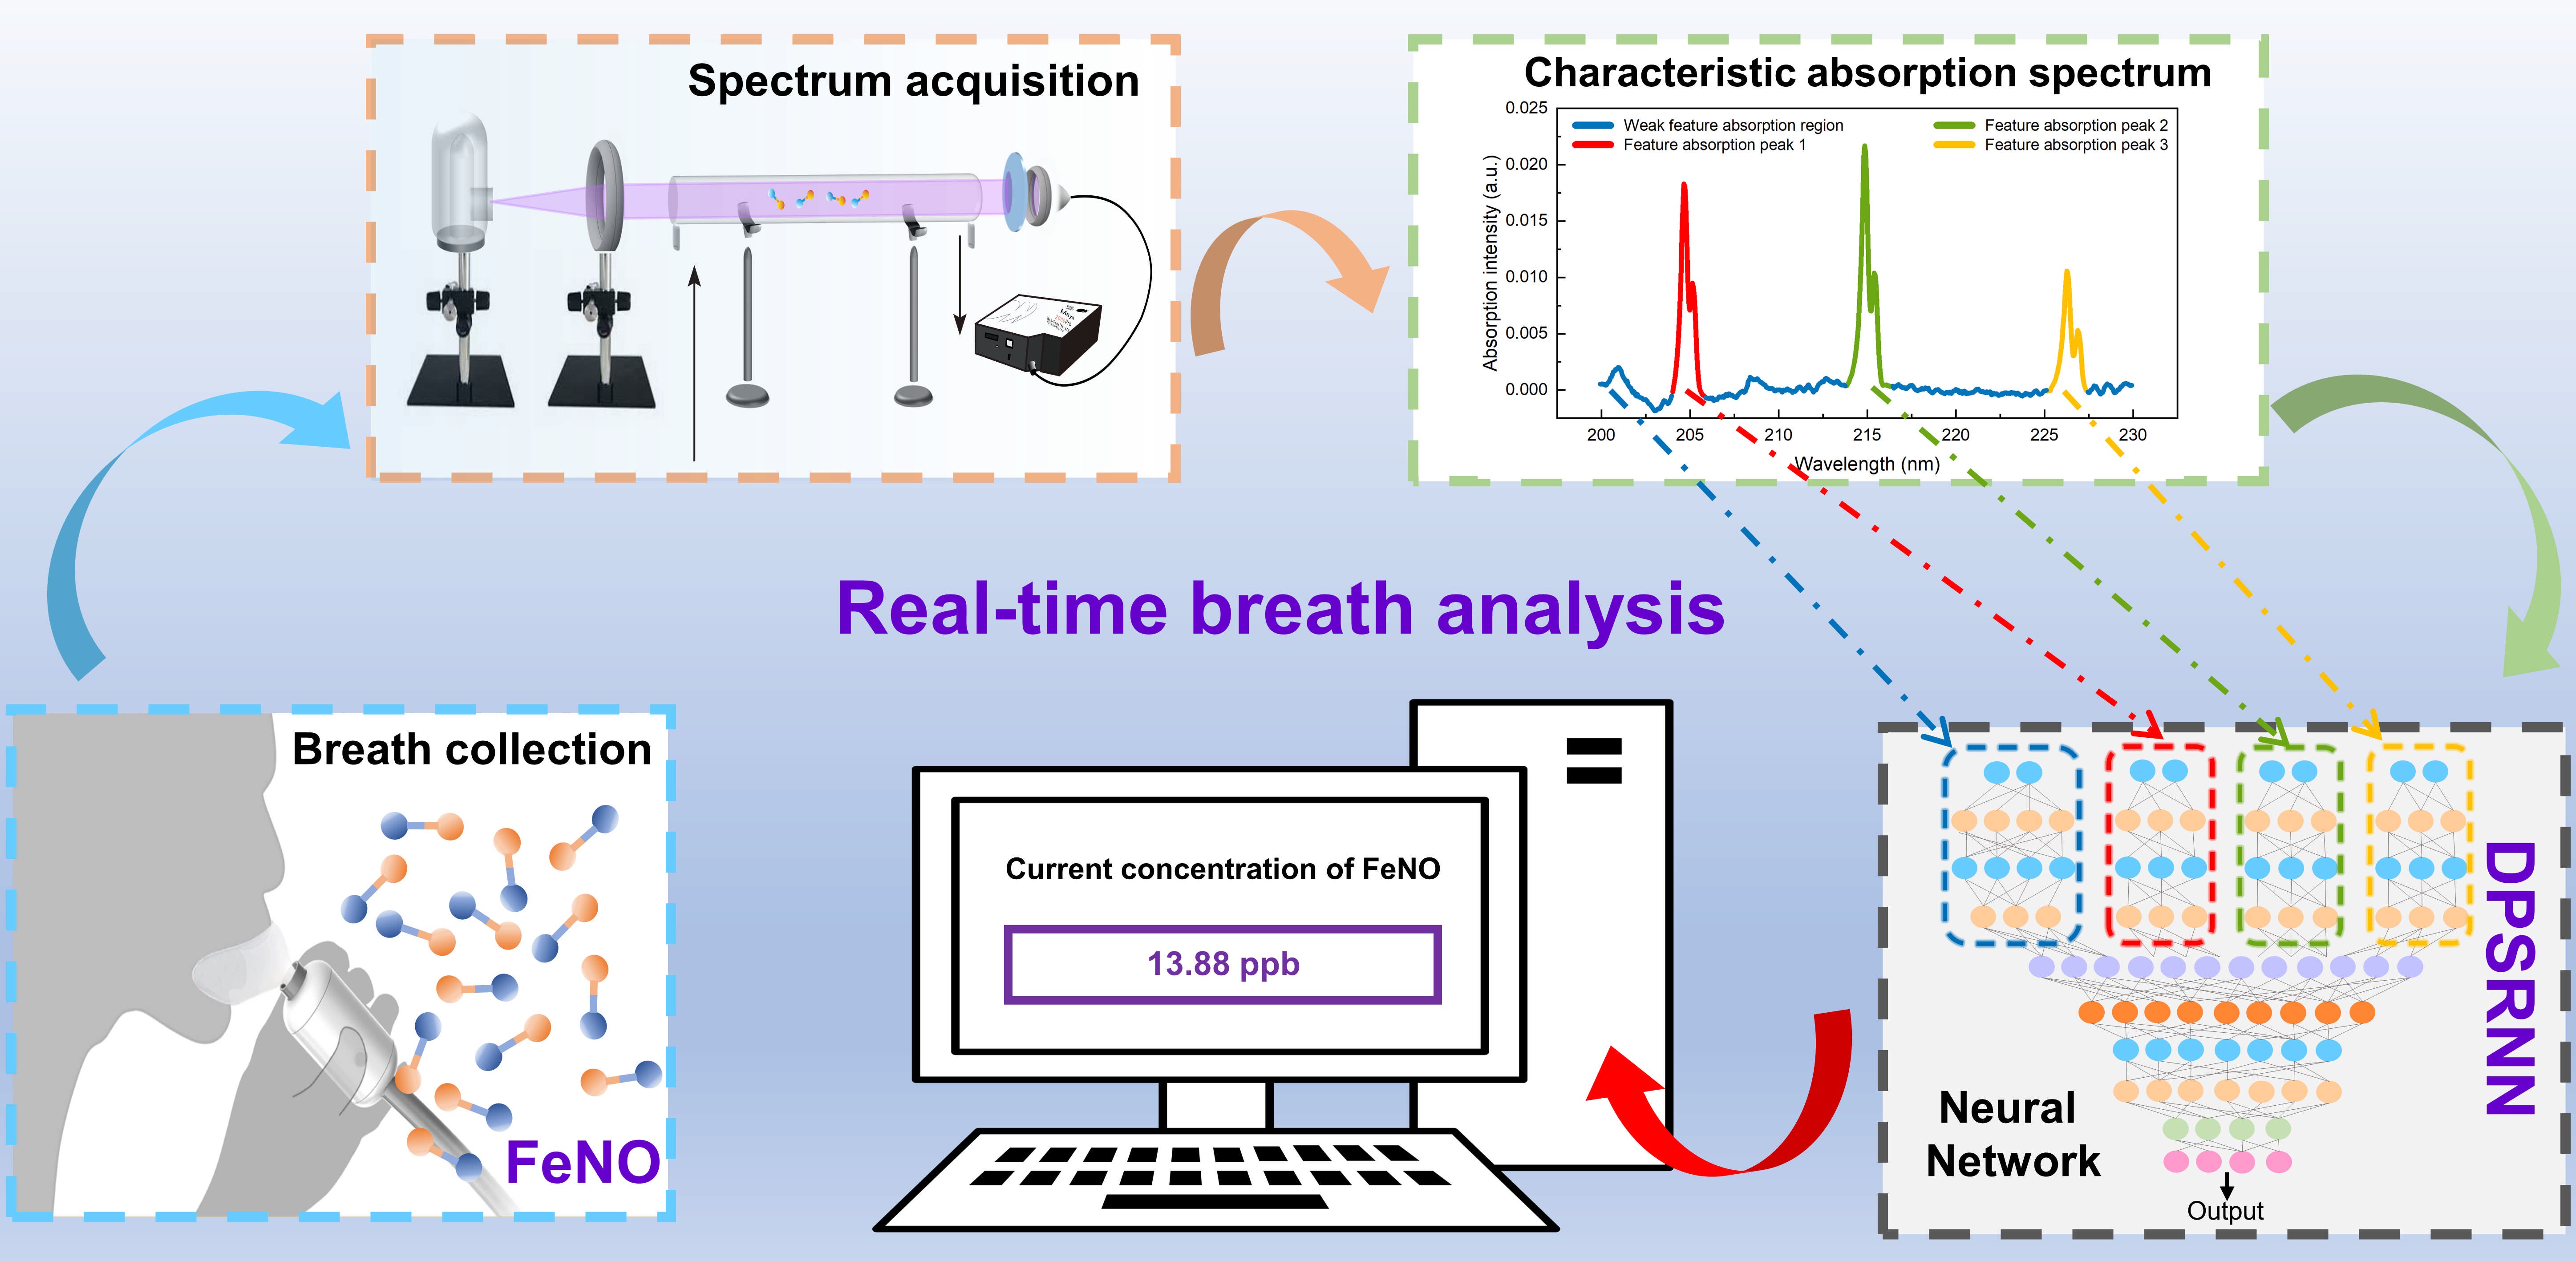 Spectrum acquisition
Characteristic absorption spectrum
Weak feature absorption region
Feature absorption peak 1
Feature absorption peak 2
Feature absorption peak 3
Absorption intensity (a.u.)
0.025
0.020
0.015
0.010
0.005
0.000
200 205 210 215 220 225 230
Wavelength (nm)
Real-time breath analysis
Breath collection
FeNO
Current concentration of FeNO
13.88 ppb
DPSRNN
Neural
Network
Output